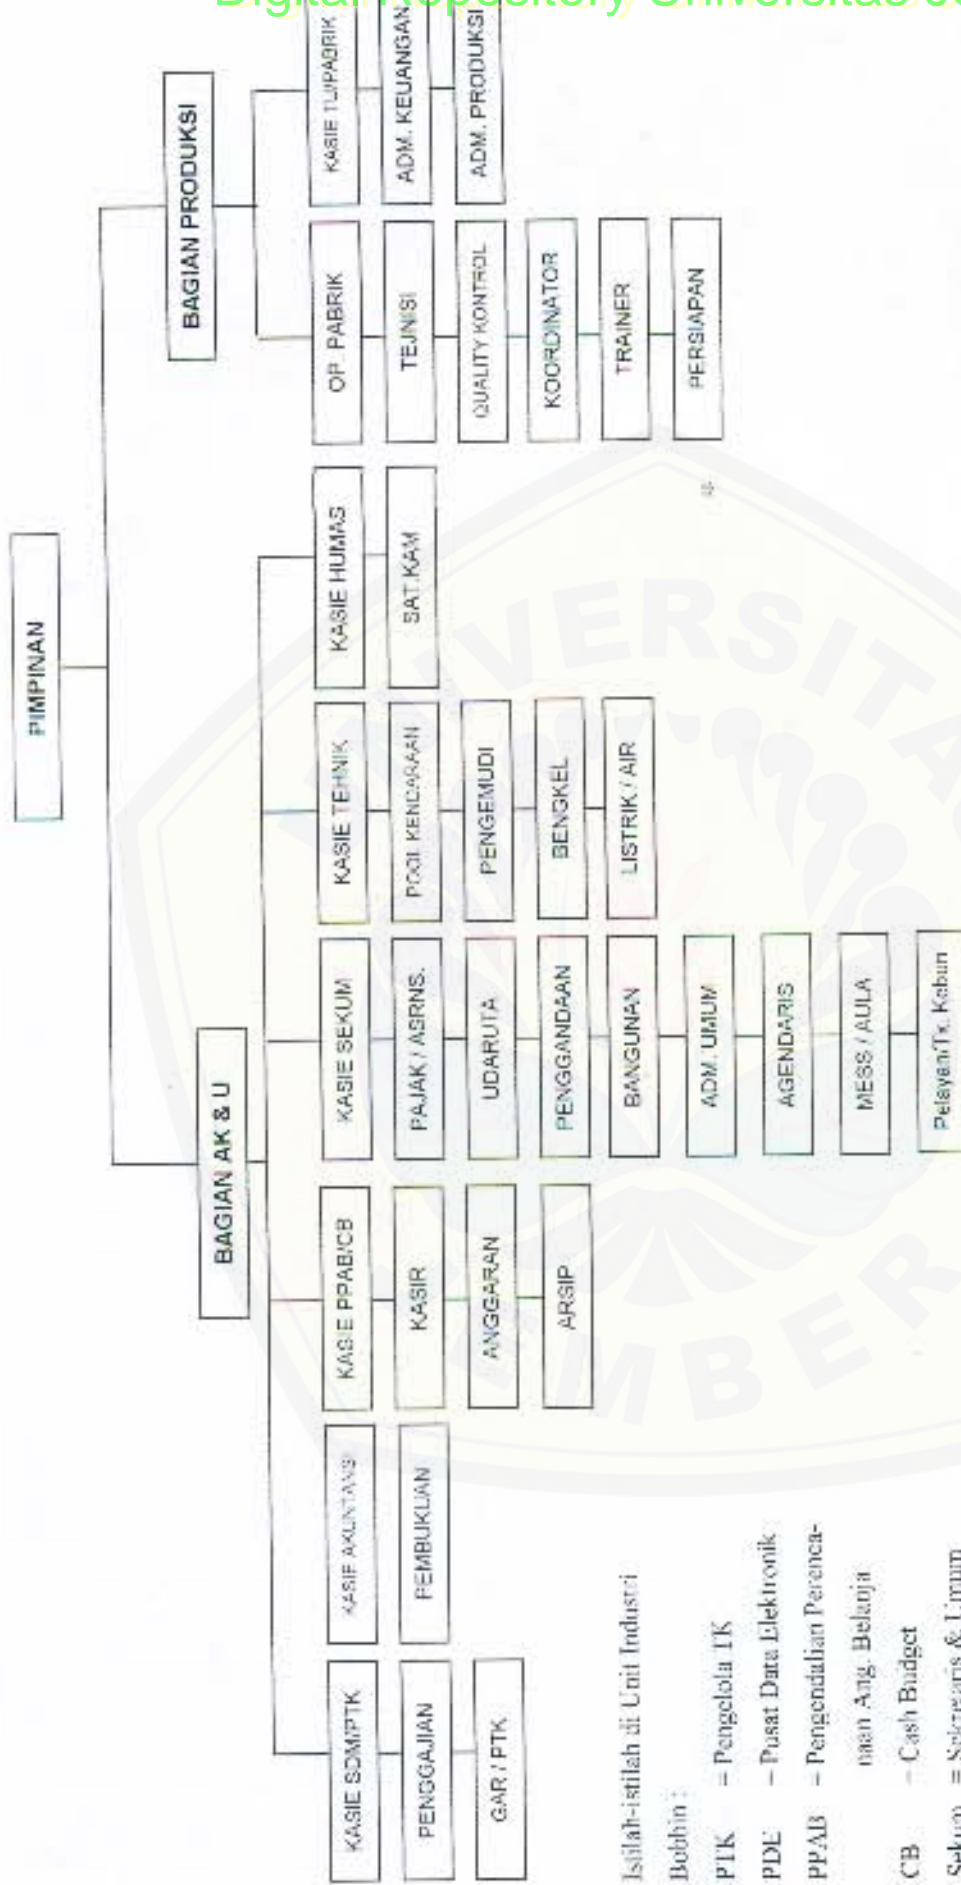 Digital Repository Universitas Je
PIMPINAN
BAGIAN AK & U
BAGIAN PRODUKSI
KASIE SDM/PTK
PENGGAJIAN
GAR / PTK
KASIE AKUNTANSI
PEMBUKUAN
KASIE PPAB/CB
KASIR
ANGGARAN
ARSIP
KASIE SEKUM
PAJAK / ASRNS.
UDARUTA
PENGGANDAAN
BANGUNAN
ADM. UMUM
AGENDARIS
MESS / AULA
Pelayan/Tk. Kebun
KASIE TEHNIK
POOL KENDARAAN
PENGEMUDI
BENGKEL
LISTRIK / AIR
KASIE HUMAS
SAT.KAM
OP. PABRIK
TEJNISI
QUALITY KONTROL
KOORDINATOR
TRAINER
PERSIAPAN
KASIE TU/PABRIK
ADM. KEUANGAN
ADM. PRODUKSI
Istilah-istilah di Unit Industri
Bobbin :
PTK = Pengelola TK
PDE = Pusat Data Elektronik
PPAB = Pengendalian Perenca-
naan Ang. Belanja
CB = Cash Budget
Sekum = Sekretaris & Umum
UNIVERSITA
EMBER